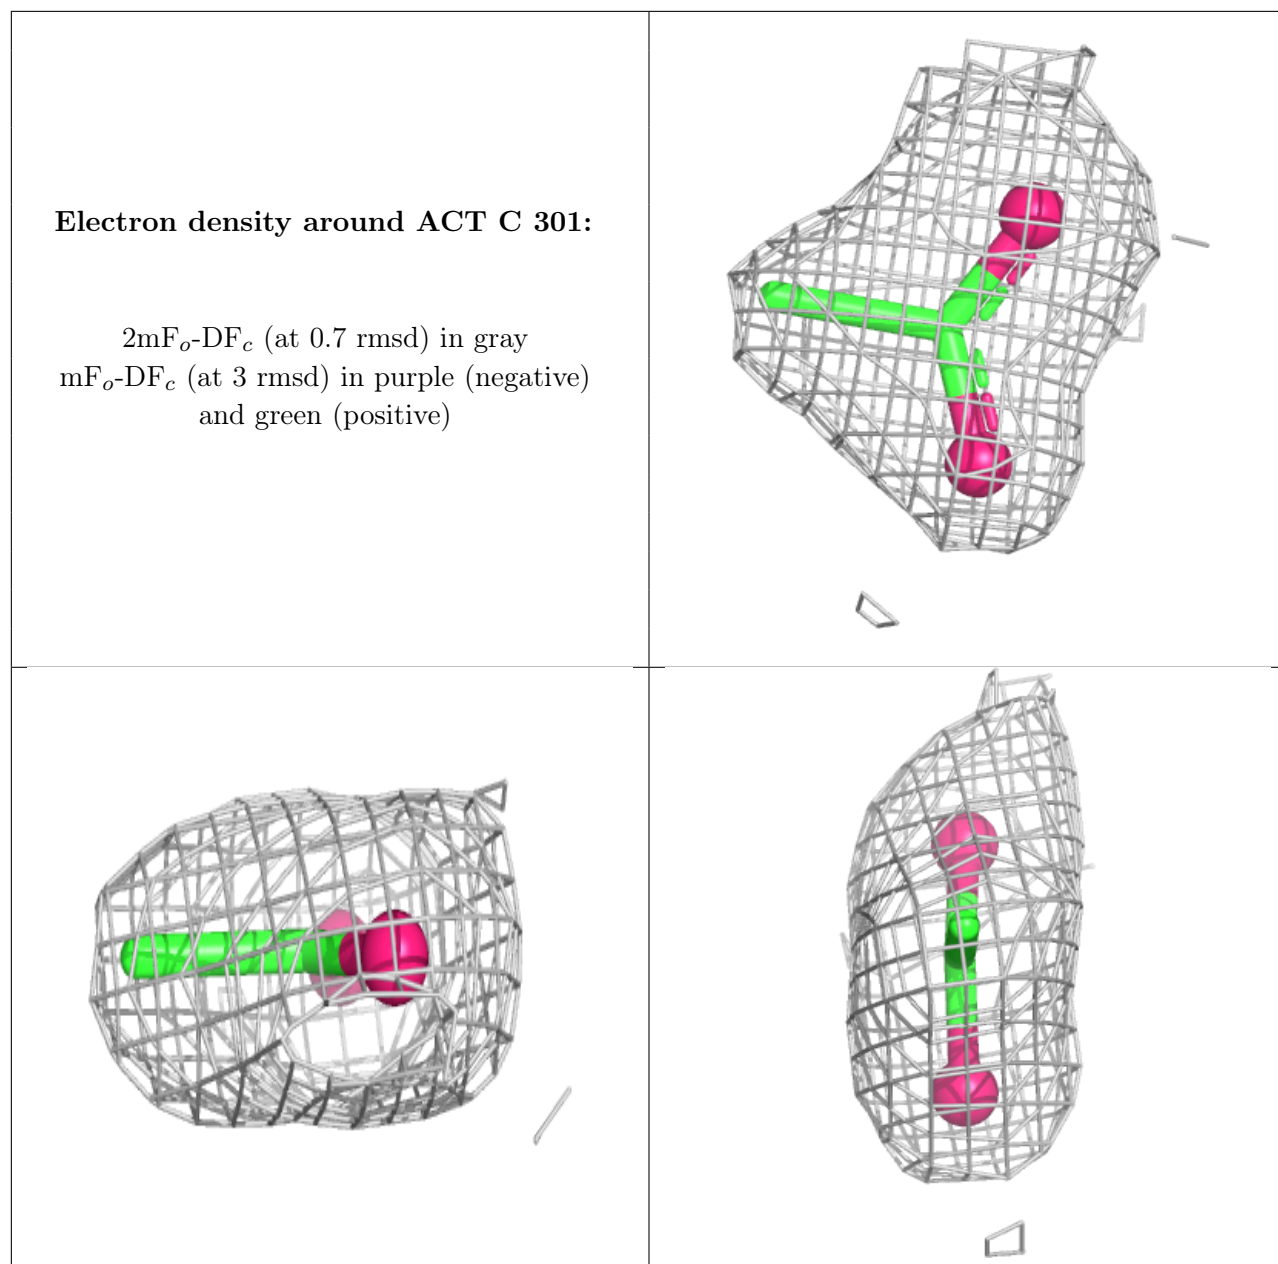 Electron density around ACT C 301:
2mFo-DFc (at 0.7 rmsd) in gray
mFo-DFc (at 3 rmsd) in purple (negative)
and green (positive)